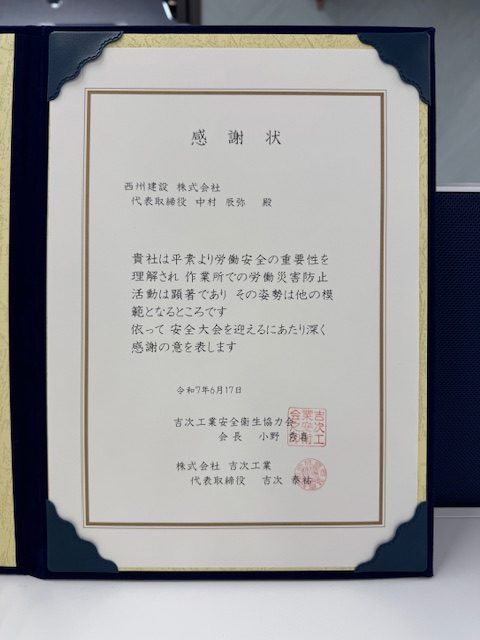 感謝状
西州建設 株式会社
代表取締役 中村 辰弥 殿
貴社は平素より労働安全の重要性を
理解され 作業所での労働災害防止
活動は顕著であり その姿勢は他の模
範となるところです
依って 安全大会を迎えるにあたり深く
感謝の意を表します
令和7年6月17日
吉次工業安全衛生協力会
会長 小野 喜
株式会社 吉次工業
代表取締役 吉次 泰祐